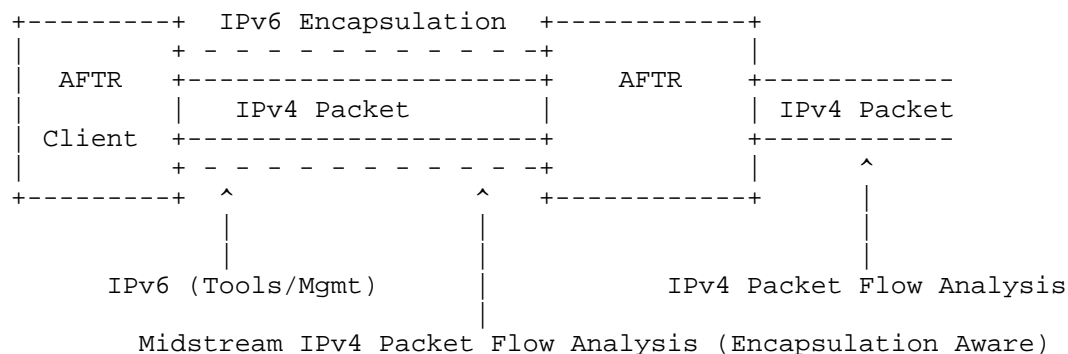 IPv6 Encapsulation
AFTR AFTR
IPv4 Packet IPv4 Packet
Client
IPv6 (Tools/Mgmt) IPv4 Packet Flow Analysis
Midstream IPv4 Packet Flow Analysis (Encapsulation Aware)